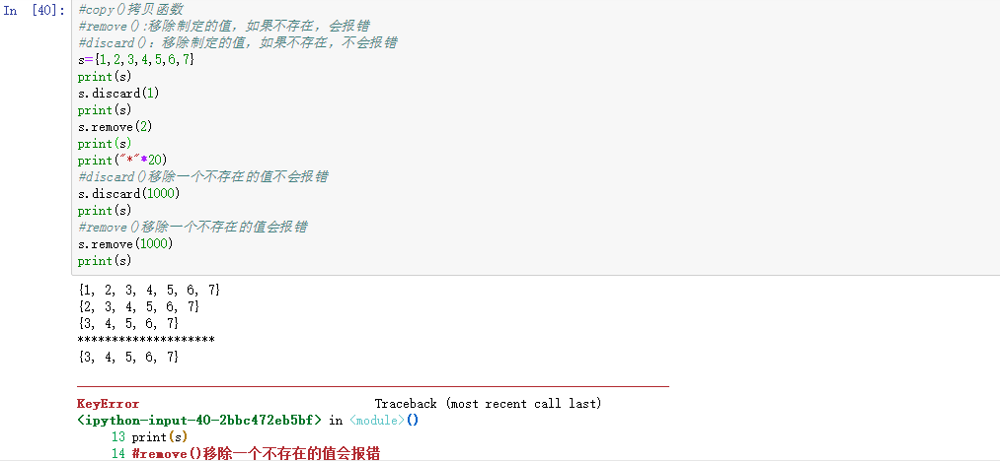 In [40]: #copy()拷贝函数
#remove():移除制定的值，如果不存在，会报错
#discard()：移除制定的值，如果不存在，不会报错
s={1,2,3,4,5,6,7}
print(s)
s.discard(1)
print(s)
s.remove(2)
print(s)
print("*"*20)
#discard()移除一个不存在的值不会报错
s.discard(1000)
print(s)
#remove()移除一个不存在的值会报错
s.remove(1000)
print(s)
{1, 2, 3, 4, 5, 6, 7}
{2, 3, 4, 5, 6, 7}
{3, 4, 5, 6, 7}
********************
{3, 4, 5, 6, 7}
KeyError Traceback (most recent call last)
<ipython-input-40-2bbc472eb5bf> in <module>()
13 print(s)
14 #remove()移除一个不存在的值会报错